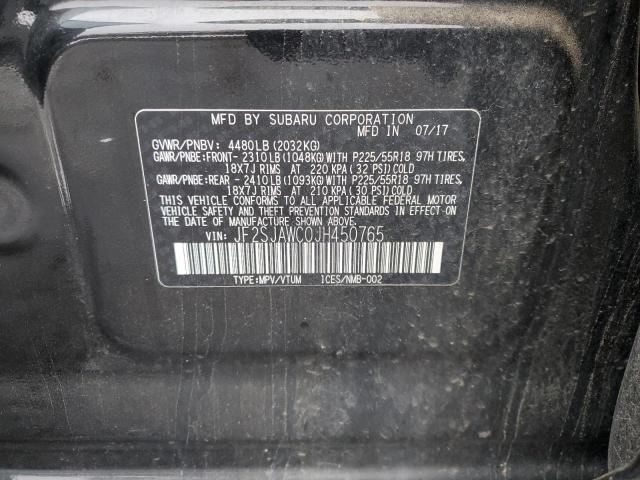 MFD BY SUBARU CORPORATION
MFD IN 07/17
GVWR/PNBV: 4480LB (2032KG)
GAWR/PNBE:FRONT- 2310LB (1048KG) WITH P225/55R18 97H TIRES,
18X7J RIMS AT 220 KPA (32 PSI) COLD
GAWR/PNBE:REAR -2410LB (1093KG) WITH P225/55R18 97H TIRES,
18X7J RIMS AT 210 KPA (30 PSI) COLD
THIS VEHICLE CONFORMS TO ALL APPLICABLE FEDERAL MOTOR
VEHICLE SAFETY AND THEFT PREVENTION STANDARDS IN EFFECT
ON THE DATE OF MANUFACTURE SHOWN ABOVE.
VIN: JF2SJAWC0JH450765
TYPE:MPV/VTUM ICES/NMB-002